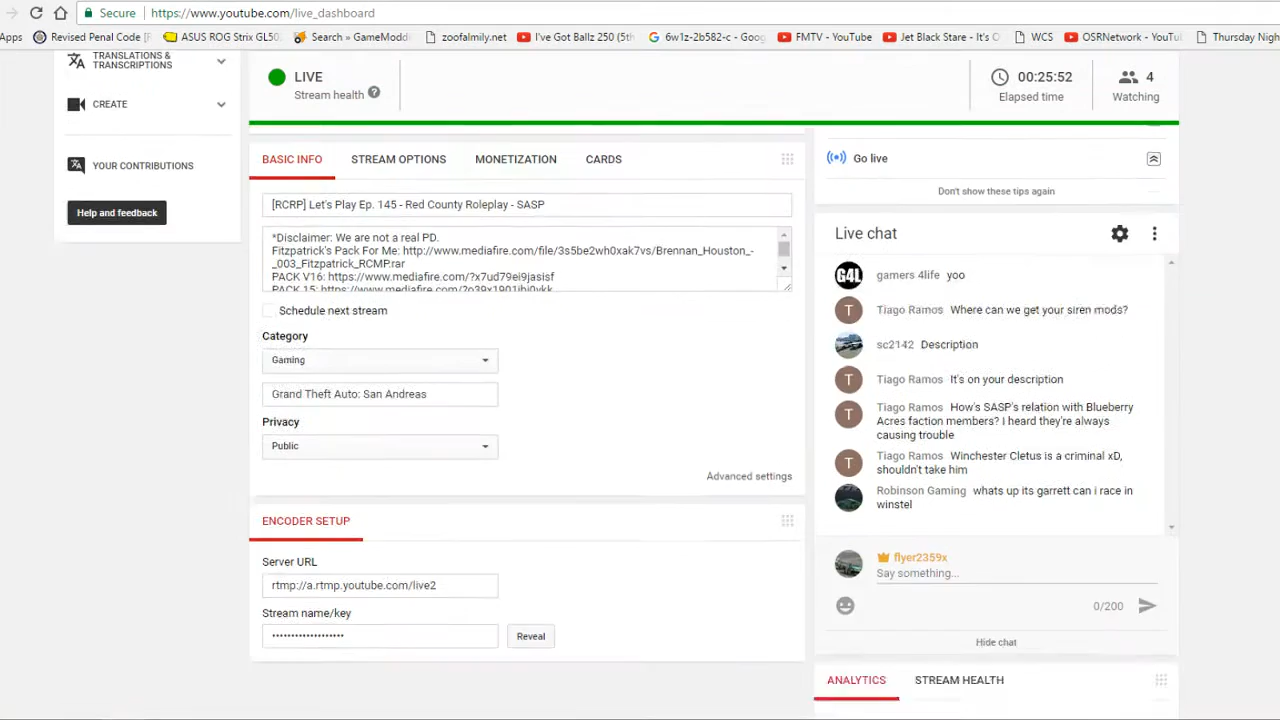 Secure https://www.youtube.com/live_dashboard
Apps Revised Penal Code [ ASUS ROG Strix GL50 Search » GameModdi zoofamily.net I've Got Ballz 250 (5th 6w1z-2b582-c - Goog FMTV - YouTube Jet Black Stare - It's O WCS OSRNetwork - YouTu Thursday Nigh
TRANSLATIONS &
TRANSCRIPTIONS
CREATE
YOUR CONTRIBUTIONS
Help and feedback
LIVE
Stream health ?
00:25:52
Elapsed time
4
Watching
BASIC INFO STREAM OPTIONS MONETIZATION CARDS
[RCRP] Let's Play Ep. 145 - Red County Roleplay - SASP
*Disclaimer: We are not a real PD.
Fitzpatrick's Pack For Me: http://www.mediafire.com/file/3s5be2wh0xak7vs/Brennan_Houston_-
_003_Fitzpatrick_RCMP.rar
PACK V16: https://www.mediafire.com/?x7ud79ei9jasisf
PACK 15: https://www.mediafire.com/?o39x1901ibj0vkk
Schedule next stream
Category
Gaming
Grand Theft Auto: San Andreas
Privacy
Public
Advanced settings
ENCODER SETUP
Server URL
rtmp://a.rtmp.youtube.com/live2
Stream name/key
Reveal
Go live
Don't show these tips again
Live chat
G4L gamers 4life yoo
T Tiago Ramos Where can we get your siren mods?
sc2142 Description
T Tiago Ramos It's on your description
T Tiago Ramos How's SASP's relation with Blueberry
Acres faction members? I heard they're always
causing trouble
T Tiago Ramos Winchester Cletus is a criminal xD,
shouldn't take him
Robinson Gaming whats up its garrett can i race in
winstel
flyer2359x
Say something...
0/200
Hide chat
ANALYTICS STREAM HEALTH